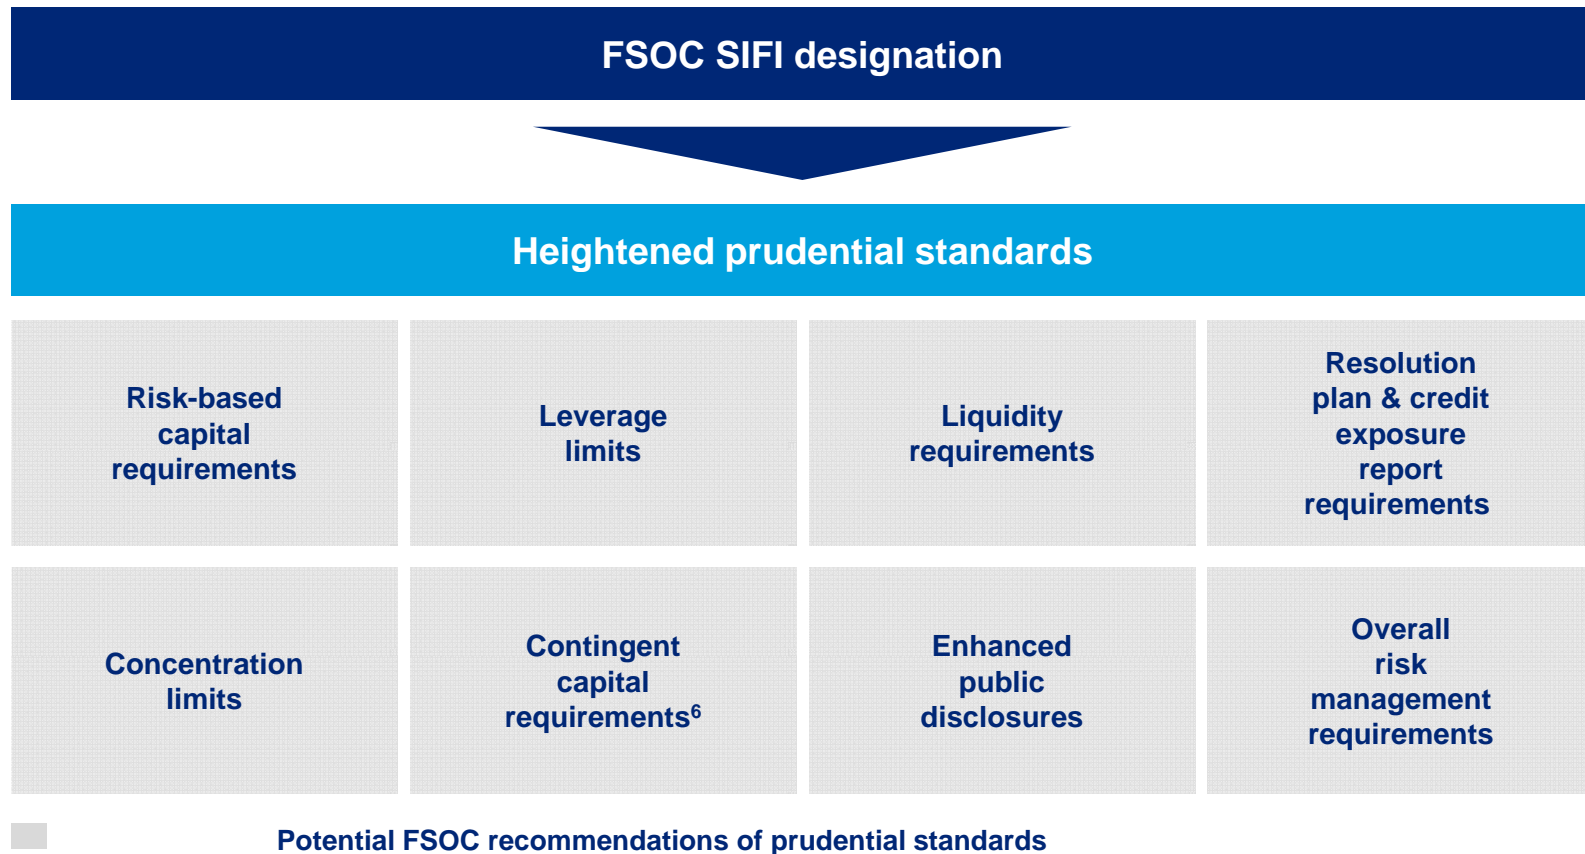 FSOC SIFI designation
Heightened prudential standards
Risk-based
capital
requirements
Leverage
limits
Liquidity
requirements
Resolution
plan & credit
exposure
report
requirements
Concentration
limits
Contingent
capital
requirements⁶
Enhanced
public
disclosures
Overall
risk
management
requirements
Potential FSOC recommendations of prudential standards